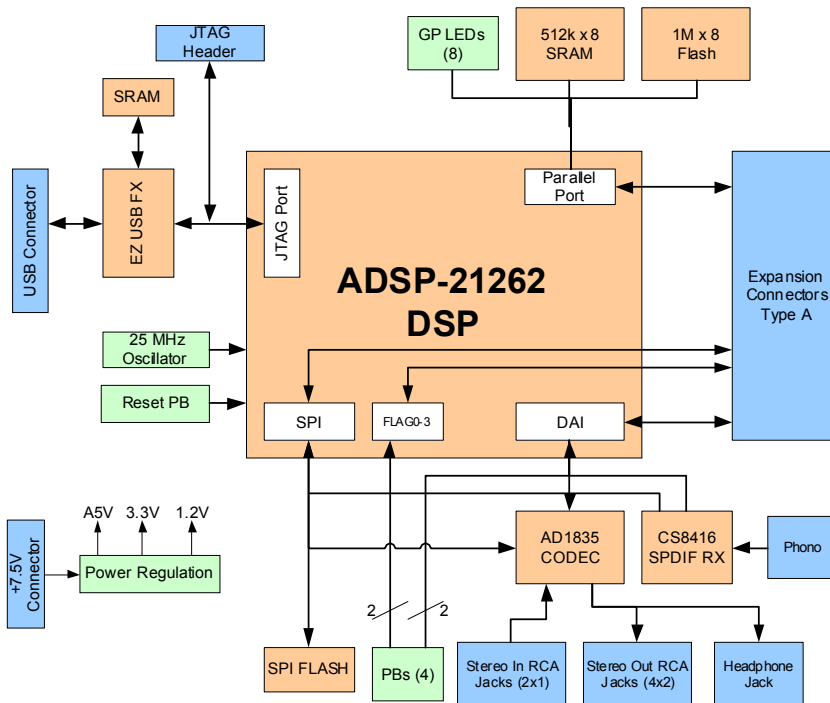 JTAG
Header
GP LEDs
(8)
512k x 8
SRAM
1M x 8
Flash
SRAM
USB Connector
EZ USB FX
JTAG Port
Parallel
Port
ADSP-21262
DSP
Expansion
Connectors
Type A
25 MHz
Oscillator
Reset PB
SPI
FLAG0-3
DAI
A5V
3.3V
1.2V
+7.5V
Connector
Power Regulation
AD1835
CODEC
CS8416
SPDIF RX
Phono
2
2
SPI FLASH
PBs (4)
Stereo In RCA
Jacks (2x1)
Stereo Out RCA
Jacks (4x2)
Headphone
Jack